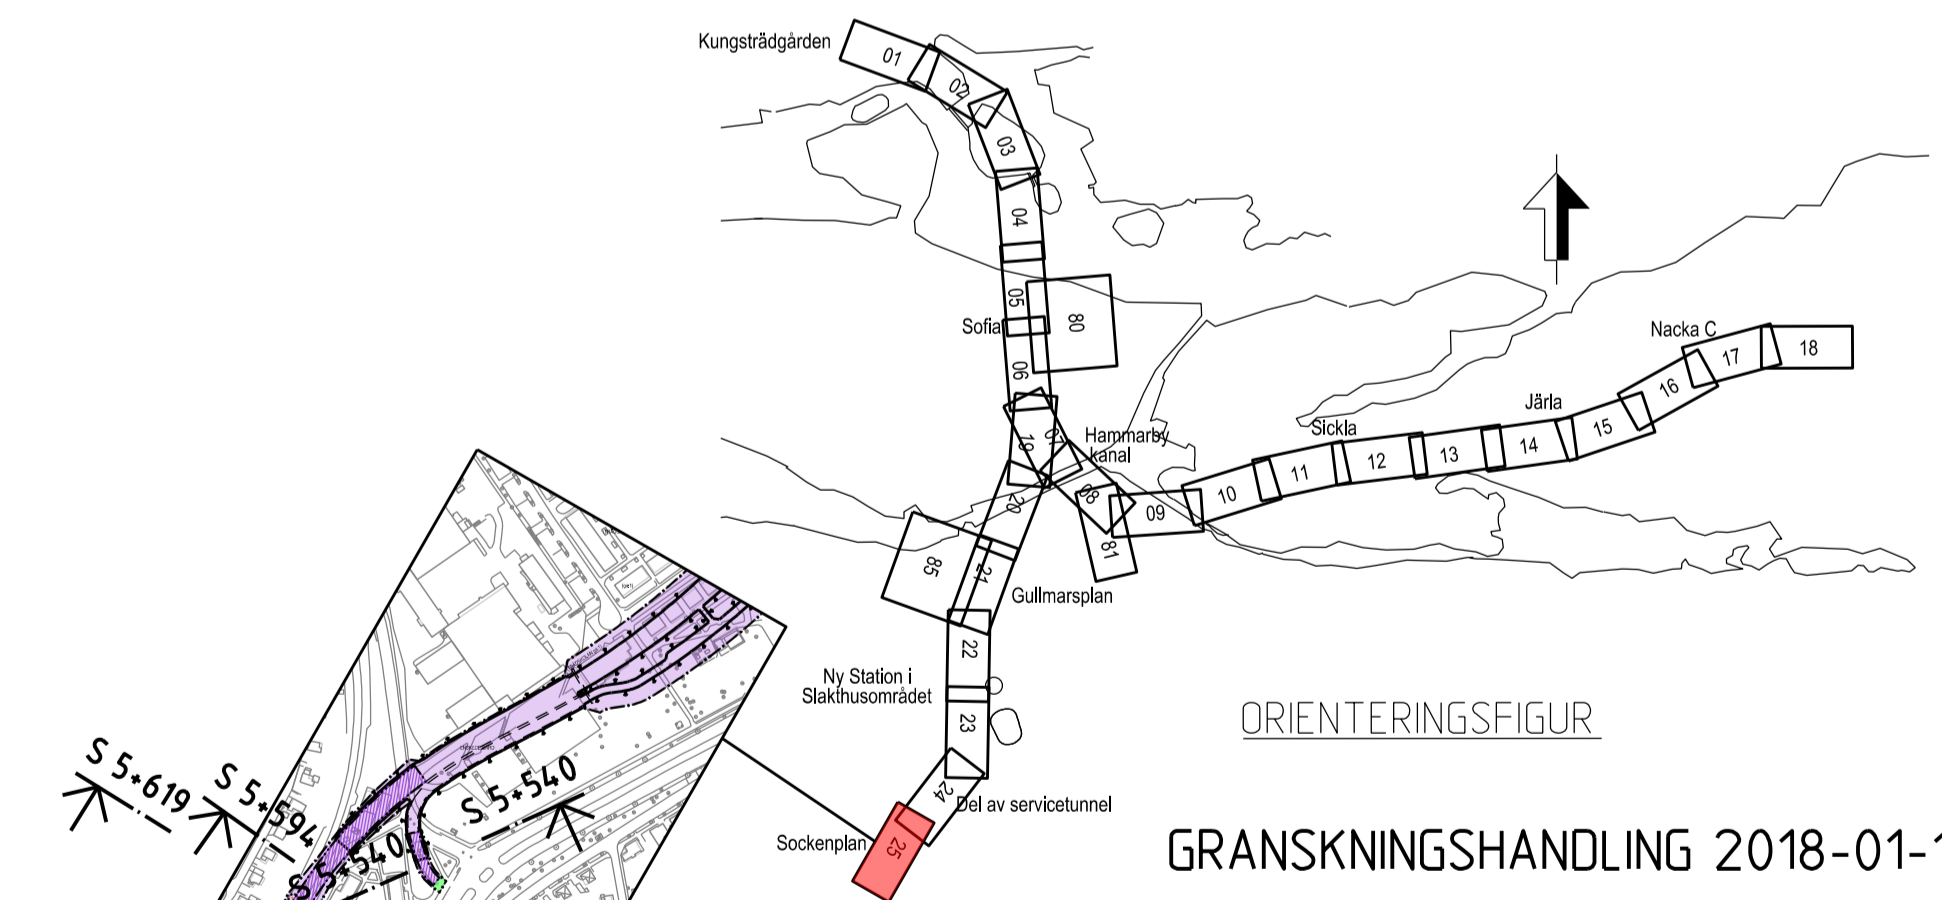 Kungsträdgården
01
02
03
04
05
Sofia
80
06
Nacka C
17
18
16
Järla
15
Sickla
14
13
12
11
10
19
07
Hammarby
kanal
08
09
20
81
85
21
Gullmarsplan
22
Ny Station i
Slakthusområdet
23
ORIENTERINGSFIGUR
24
Del av servicetunnel
Sockenplan
25
GRANSKNINGSHANDLING 2018-01-1
S 5+619
S 5+594
S 5+540
S 5+540